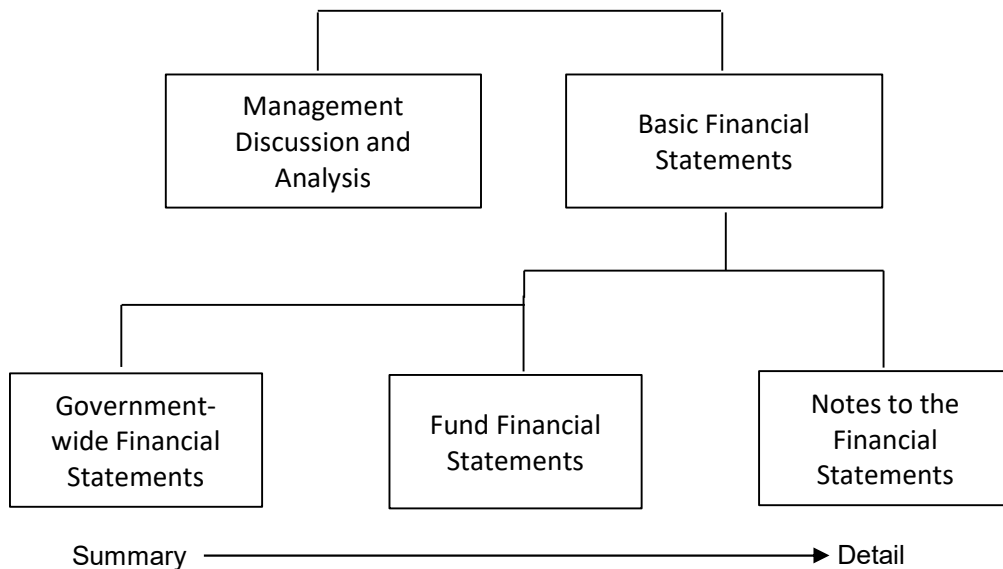 Management
Discussion and
Analysis
Basic Financial
Statements
Government-
wide Financial
Statements
Fund Financial
Statements
Notes to the
Financial
Statements
Summary
Detail